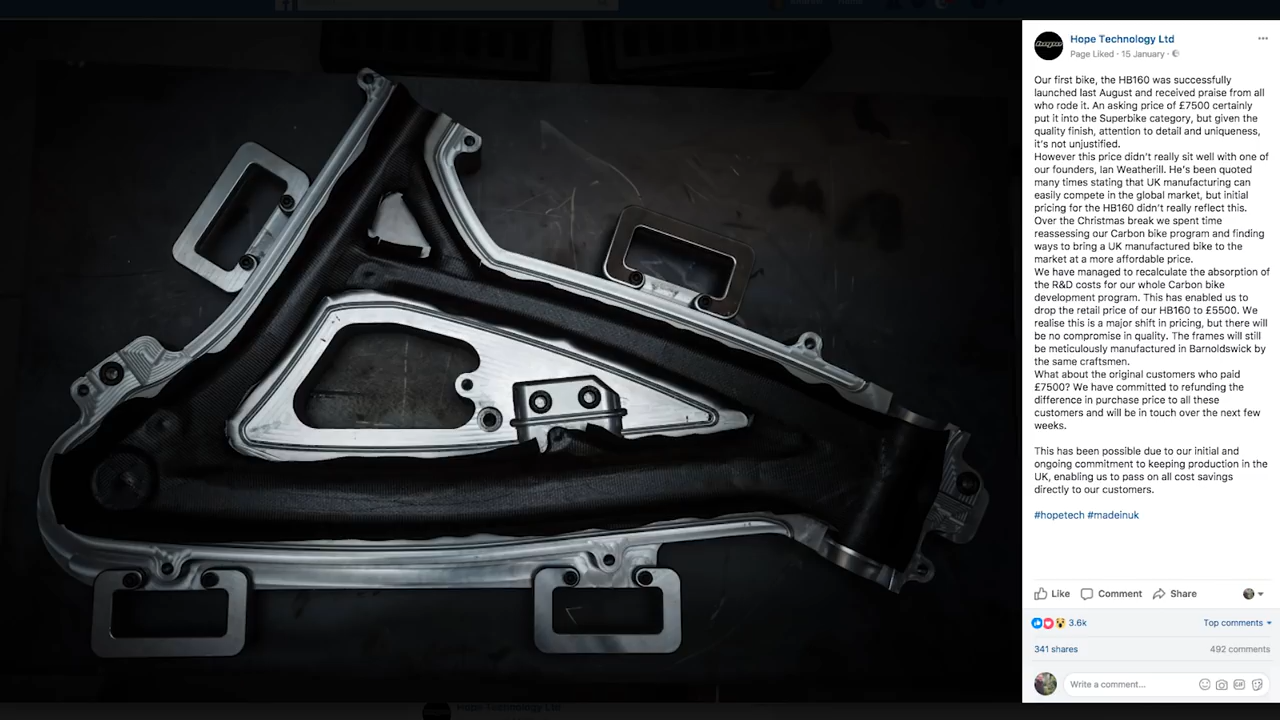 Hope Technology Ltd
Page Liked · 15 January ·
Our first bike, the HB160 was successfully
launched last August and received praise from all
who rode it. An asking price of £7500 certainly
put it into the Superbike category, but given the
quality finish, attention to detail and uniqueness,
it's not unjustified.
However this price didn't really sit well with one of
our founders, Ian Weatherill. He's been quoted
many times stating that UK manufacturing can
easily compete in the global market, but initial
pricing for the HB160 didn't really reflect this.
Over the Christmas break we spent time
reassessing our Carbon bike program and finding
ways to bring a UK manufactured bike to the
market at a more affordable price.
We have managed to recalculate the absorption of
the R&D costs for our whole Carbon bike
development program. This has enabled us to
drop the retail price of our HB160 to £5500. We
realise this is a major shift in pricing, but there will
be no compromise in quality. The frames will still
be meticulously manufactured in Barnoldswick by
the same craftsmen.
What about the original customers who paid
£7500? We have committed to refunding the
difference in purchase price to all these
customers and will be in touch over the next few
weeks.
This has been possible due to our initial and
ongoing commitment to keeping production in the
UK, enabling us to pass on all cost savings
directly to our customers.
#hopetech #madeinuk
Like Comment Share
3.6k Top comments
341 shares 492 comments
Write a comment...
GIF
Hope Technology Ltd